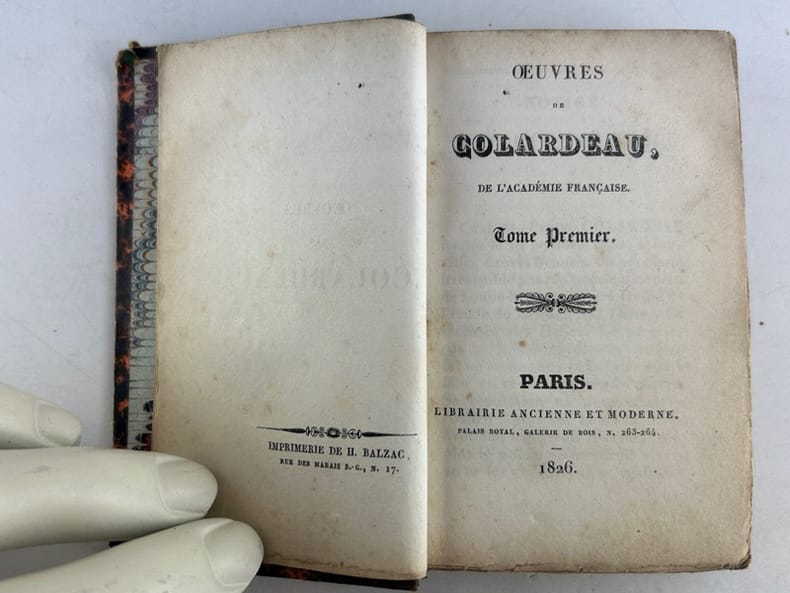 IMPRIMERIE DE H. BALZAC,
RUE DES MARAIS S.-G., N. 17.
ŒUVRES
DE
COLARDEAU,
DE L'ACADÉMIE FRANÇAISE.
Tome Premier.
PARIS.
LIBRAIRIE ANCIENNE ET MODERNE,
PALAIS ROYAL, GALERIE DE BOIS, N. 263-264.
1826.